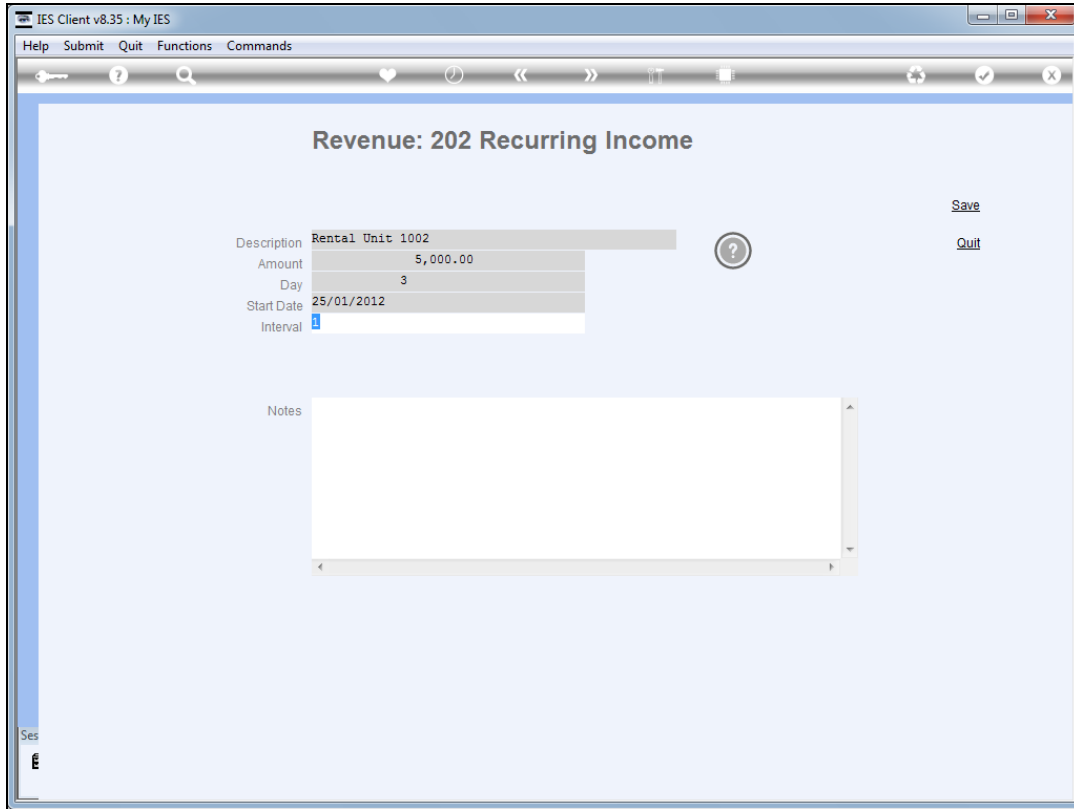 IES Client v8.35 : My IES
Help Submit Quit Functions Commands
Revenue: 202 Recurring Income
Save
Description Rental Unit 1002
Quit
Amount 5,000.00
Day 3
Start Date 25/01/2012
Interval 1
Notes
Ses